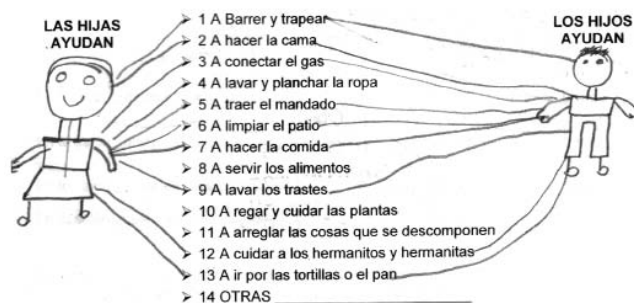 LAS HIJAS
AYUDAN
LOS HIJOS
AYUDAN
➢ 1 A Barrer y trapear
➢ 2 A hacer la cama
➢ 3 A conectar el gas
➢ 4 A lavar y planchar la ropa
➢ 5 A traer el mandado
➢ 6 A limpiar el patio
➢ 7 A hacer la comida
➢ 8 A servir los alimentos
➢ 9 A lavar los trastes
➢ 10 A regar y cuidar las plantas
➢ 11 A arreglar las cosas que se descomponen
➢ 12 A cuidar a los hermanitos y hermanitas
➢ 13 A ir por las tortillas o el pan
➢ 14 OTRAS